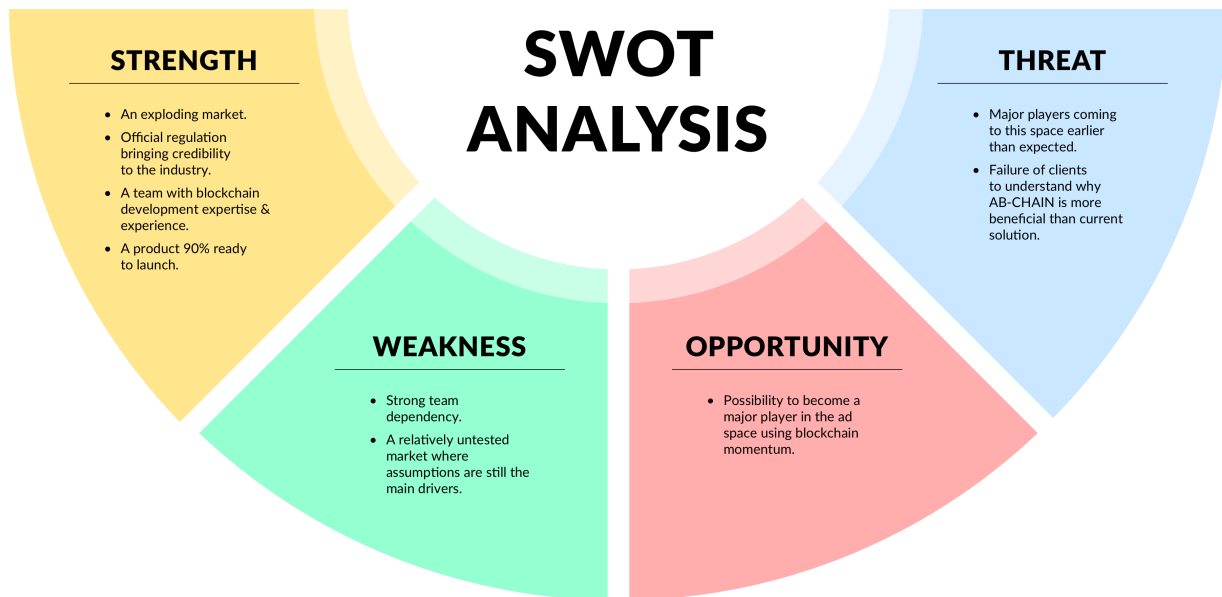 SWOT
ANALYSIS
STRENGTH
• An exploding market.
• Official regulation
bringing credibility
to the industry.
• A team with blockchain
development expertise &
experience.
• A product 90% ready
to launch.
WEAKNESS
• Strong team
dependency.
• A relatively untested
market where
assumptions are still the
main drivers.
OPPORTUNITY
• Possibility to become a
major player in the ad
space using blockchain
momentum.
THREAT
• Major players coming
to this space earlier
than expected.
• Failure of clients
to understand why
AB-CHAIN is more
beneficial than current
solution.